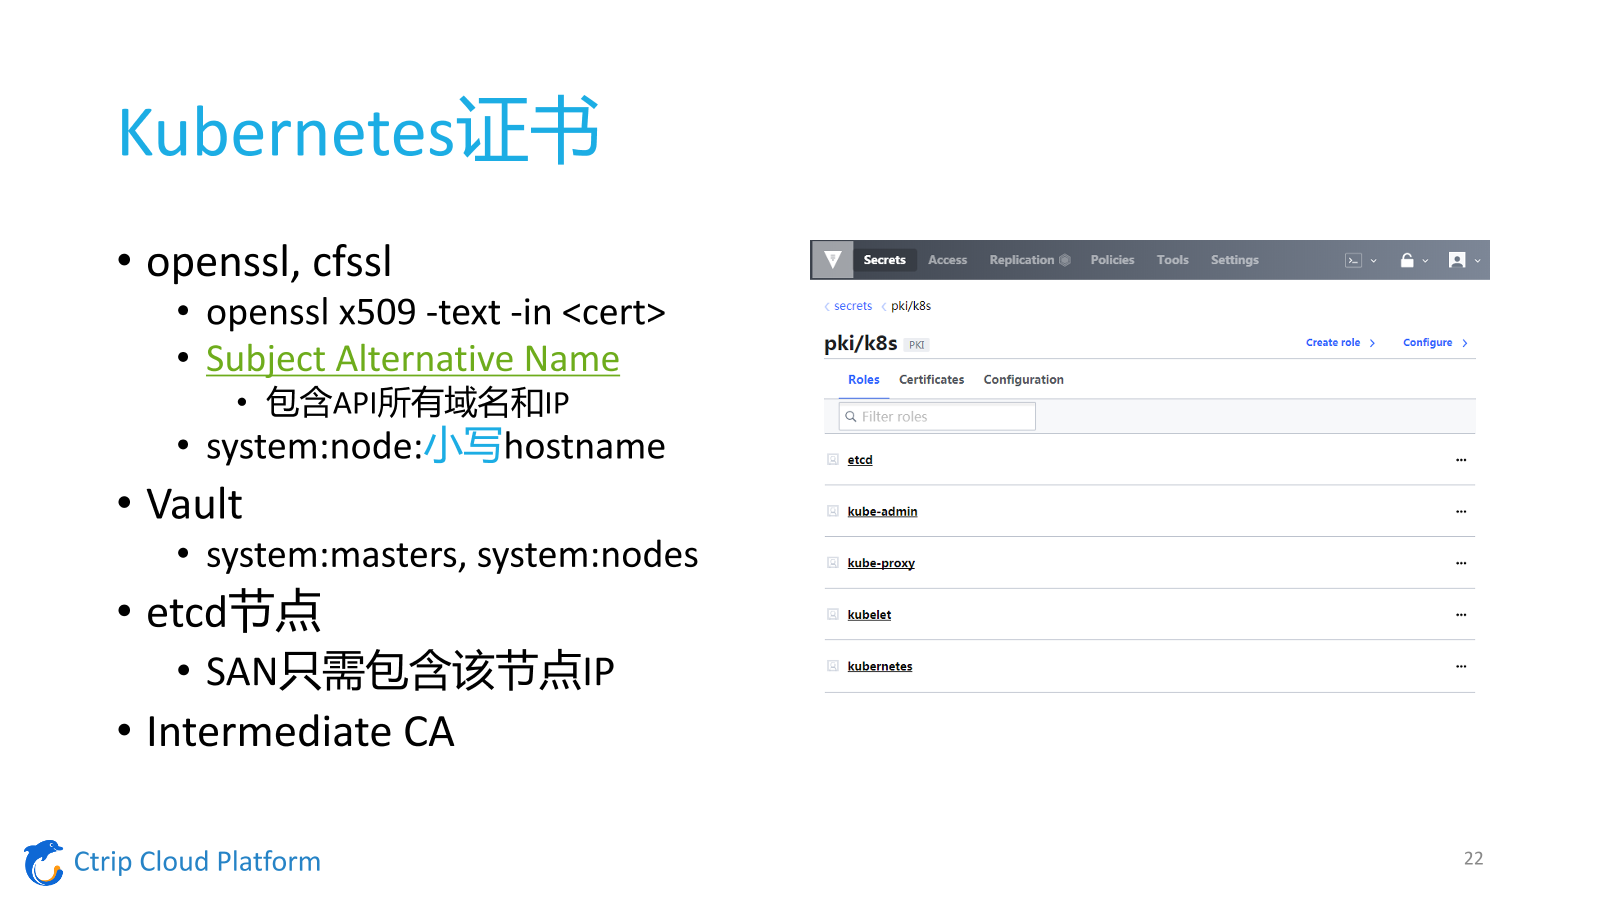 Kubernetes证书
• openssl, cfssl
• openssl x509 -text -in <cert>
• Subject Alternative Name
• 包含API所有域名和IP
• system:node:小写hostname
• Vault
• system:masters, system:nodes
• etcd节点
• SAN只需包含该节点IP
• Intermediate CA
Secrets Access Replication Policies Tools Settings
secrets pki/k8s
pki/k8s PKI
Create role Configure
Roles Certificates Configuration
Filter roles
etcd
kube-admin
kube-proxy
kubelet
kubernetes
Ctrip Cloud Platform
22